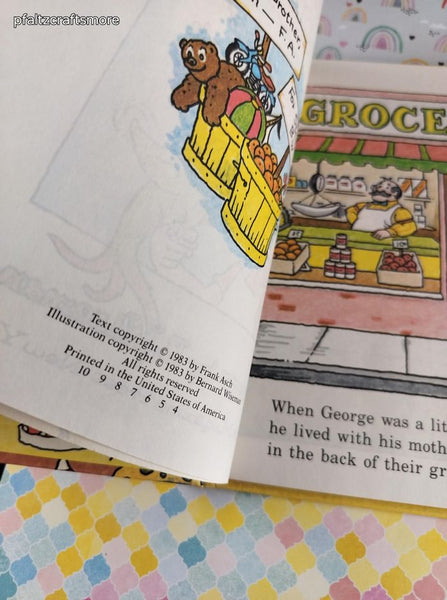 pfaltzcraftsmore
Brother,
F.A.
GROCE
Text copyright © 1983 by Frank Asch
Illustration copyright © 1983 by Bernard Wiseman
All rights reserved
Printed in the United States of America
10 9 8 7 6 5 4
When George was a lit
he lived with his moth
in the back of their gr